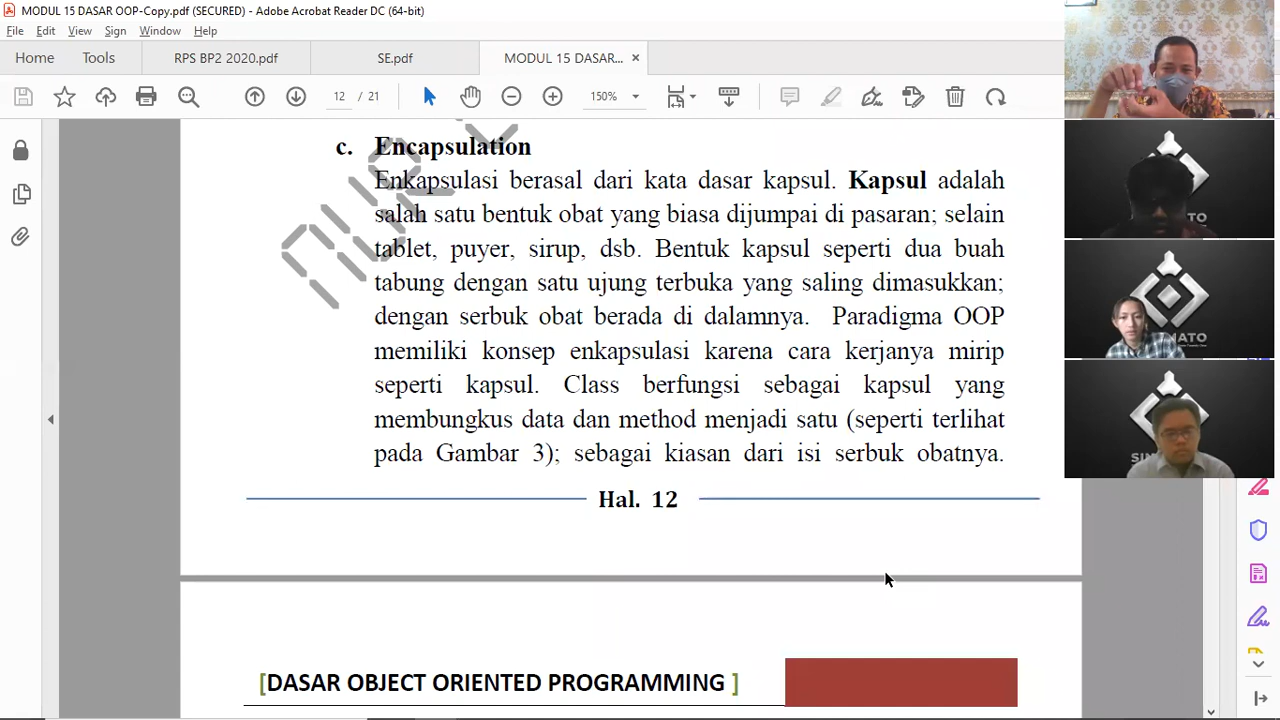 MODUL 15 DASAR OOP-Copy.pdf (SECURED) - Adobe Acrobat Reader DC (64-bit)
File Edit View Sign Window Help
Home Tools RPS BP2 2020.pdf SE.pdf MODUL 15 DASAR... ×
12 / 21 150%
c. Encapsulation
Enkapsulasi berasal dari kata dasar kapsul. Kapsul adalah
salah satu bentuk obat yang biasa dijumpai di pasaran; selain
tablet, puyer, sirup, dsb. Bentuk kapsul seperti dua buah
tabung dengan satu ujung terbuka yang saling dimasukkan;
dengan serbuk obat berada di dalamnya. Paradigma OOP
memiliki konsep enkapsulasi karena cara kerjanya mirip
seperti kapsul. Class berfungsi sebagai kapsul yang
membungkus data dan method menjadi satu (seperti terlihat
pada Gambar 3); sebagai kiasan dari isi serbuk obatnya.
Hal. 12
[DASAR OBJECT ORIENTED PROGRAMMING ]